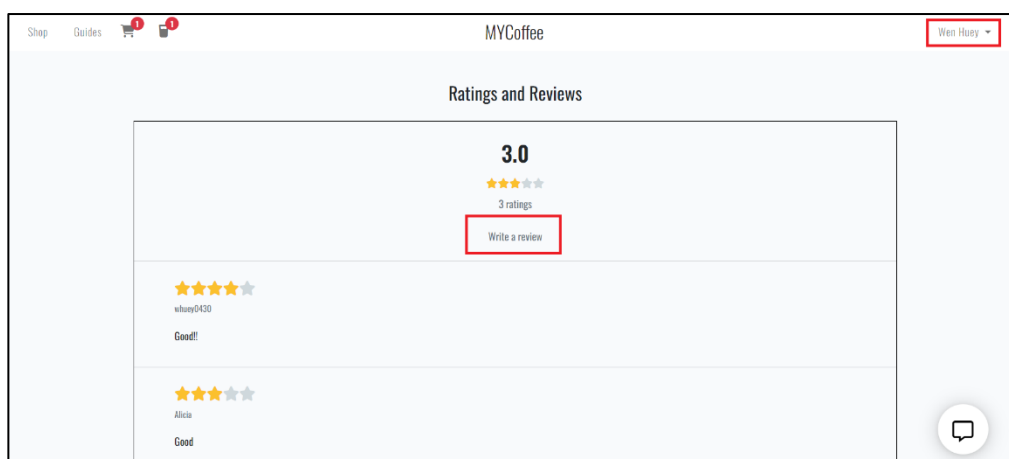 Shop Guides 1 1 MYCoffee Wen Huey
Ratings and Reviews
3.0
3 ratings
Write a review
whuey0430
Good!!
Alicia
Good